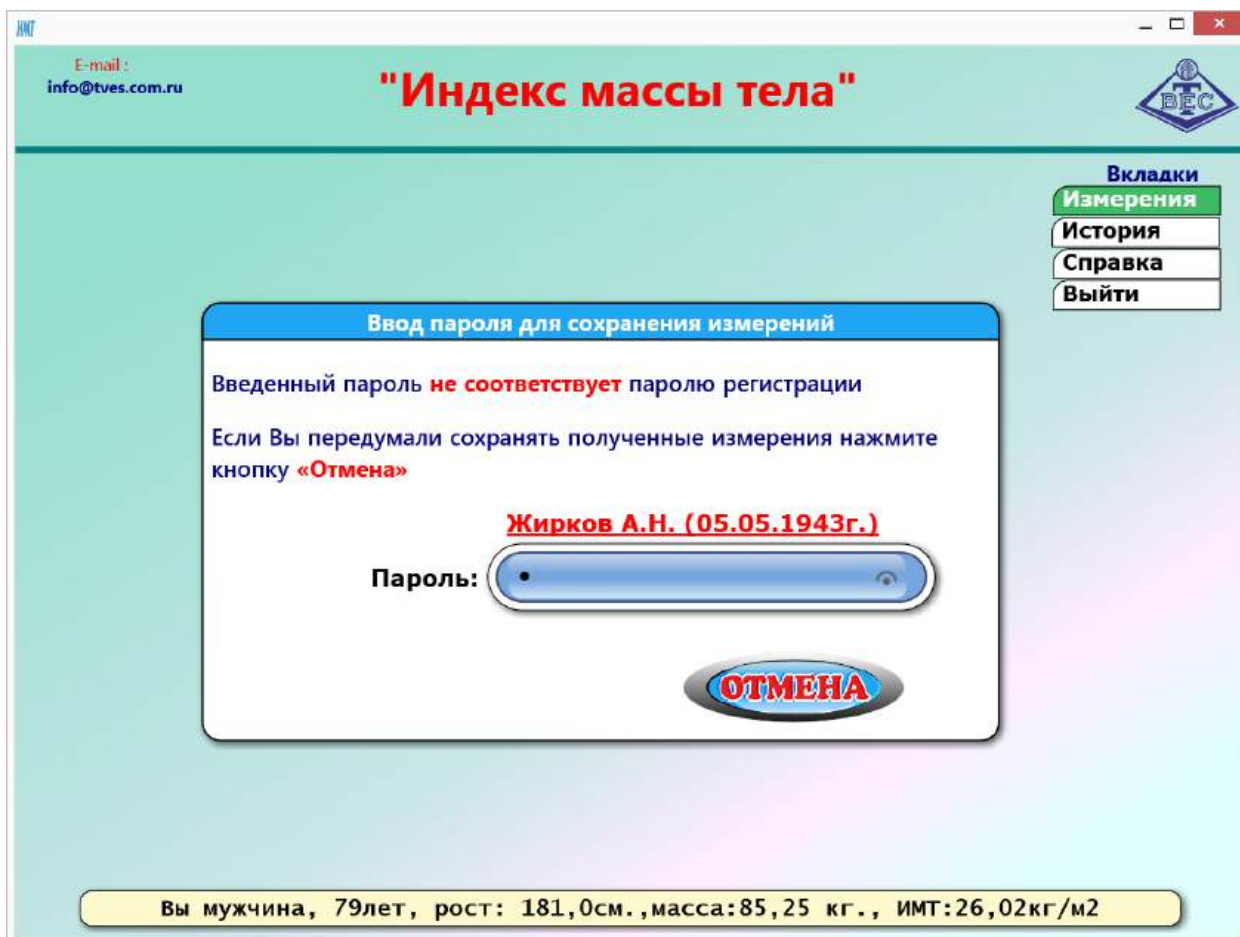 ИМТ
E-mail :
info@tves.com.ru
"Индекс массы тела"
Т
ВЕС
Вкладки
Измерения
История
Справка
Выйти
Ввод пароля для сохранения измерений
Введенный пароль не соответствует паролю регистрации
Если Вы передумали сохранять полученные измерения нажмите
кнопку «Отмена»
Жирков А.Н. (05.05.1943г.)
Пароль:
ОТМЕНА
Вы мужчина, 79лет, рост: 181,0см.,масса:85,25 кг., ИМТ:26,02кг/м2